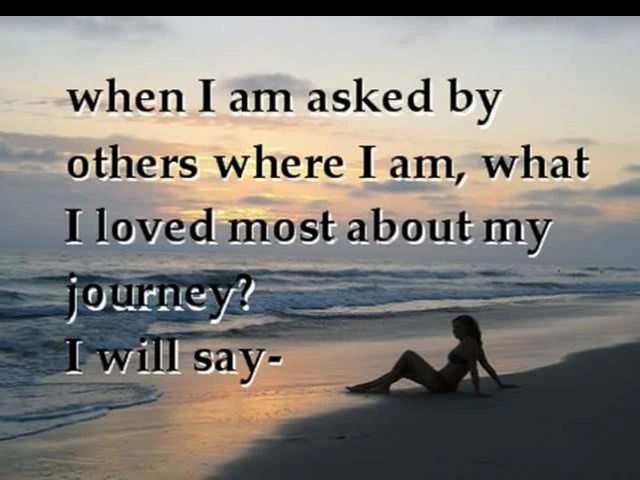 when I am asked by
others where I am, what
I loved most about my
journey?
I will say-